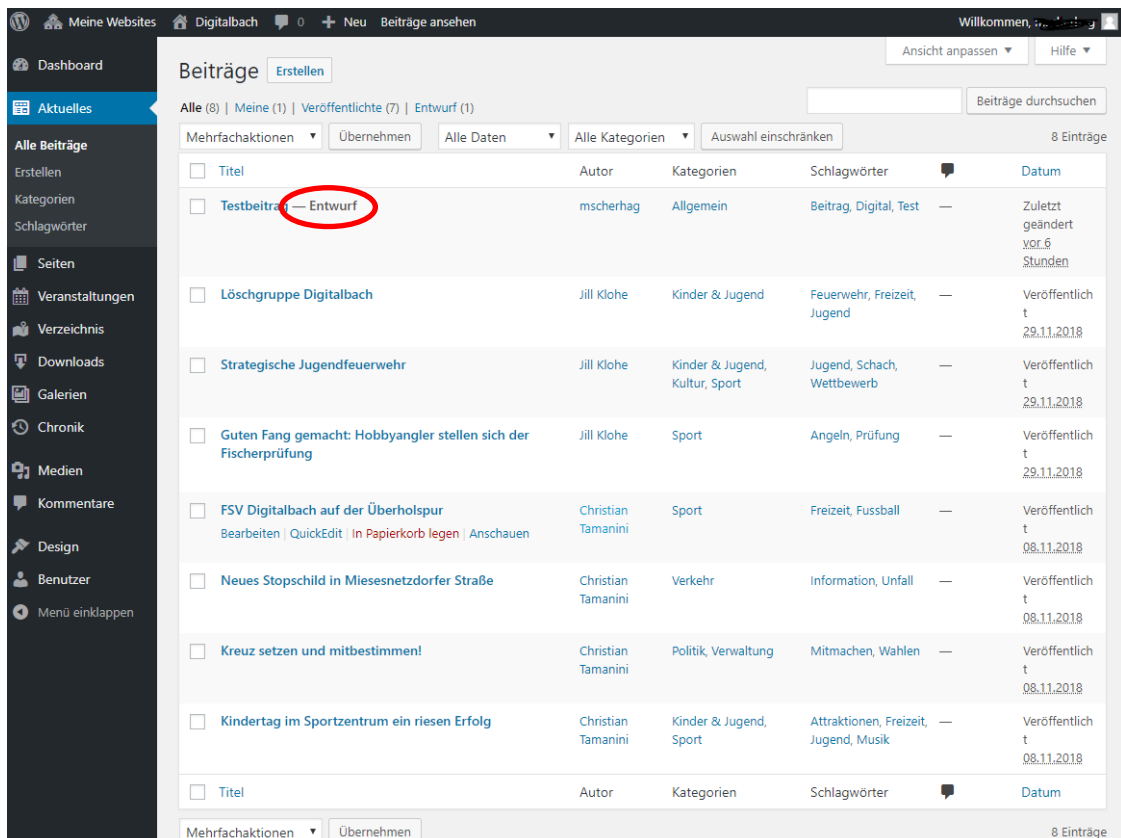 Meine Websites Digitalbach 0 Neu Beiträge ansehen Willkommen,
Dashboard
Aktuelles
Alle Beiträge
Erstellen
Kategorien
Schlagwörter
Seiten
Veranstaltungen
Verzeichnis
Downloads
Galerien
Chronik
Medien
Kommentare
Design
Benutzer
Menü einklappen
Ansicht anpassen Hilfe
Beiträge Erstellen
Alle (8) | Meine (1) | Veröffentlichte (7) | Entwurf (1)
Beiträge durchsuchen
Mehrfachaktionen Übernehmen Alle Daten Alle Kategorien Auswahl einschränken 8 Einträge
Titel Autor Kategorien Schlagwörter Datum
Testbeitrag — Entwurf mscherhag Allgemein Beitrag, Digital, Test — Zuletzt
geändert
vor 6
Stunden
Löschgruppe Digitalbach Jill Klohe Kinder & Jugend Feuerwehr, Freizeit, — Veröffentlich
Jugend t
29.11.2018
Strategische Jugendfeuerwehr Jill Klohe Kinder & Jugend, Jugend, Schach, — Veröffentlich
Kultur, Sport Wettbewerb t
29.11.2018
Guten Fang gemacht: Hobbyangler stellen sich der Jill Klohe Sport Angeln, Prüfung — Veröffentlich
Fischerprüfung t
29.11.2018
FSV Digitalbach auf der Überholspur Christian Sport Freizeit, Fussball — Veröffentlich
Bearbeiten | QuickEdit | In Papierkorb legen | Anschauen Tamanini t
08.11.2018
Neues Stopschild in Miesesnetzdorfer Straße Christian Verkehr Information, Unfall — Veröffentlich
Tamanini t
08.11.2018
Kreuz setzen und mitbestimmen! Christian Politik, Verwaltung Mitmachen, Wahlen — Veröffentlich
Tamanini t
08.11.2018
Kindertag im Sportzentrum ein riesen Erfolg Christian Kinder & Jugend, Attraktionen, Freizeit, — Veröffentlich
Tamanini Sport Jugend, Musik t
08.11.2018
Titel Autor Kategorien Schlagwörter Datum
Mehrfachaktionen Übernehmen 8 Einträge